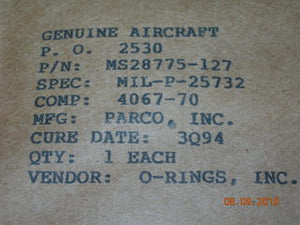 GENUINE AIRCRAFT
P. O. 2530
P/N: MS28775-127
SPEC: MIL-P-25732
COMP: 4067-70
MFG: PARCO, INC.
CURE DATE: 3Q94
QTY: 1 EACH
VENDOR: O-RINGS, INC.
08.09.2010